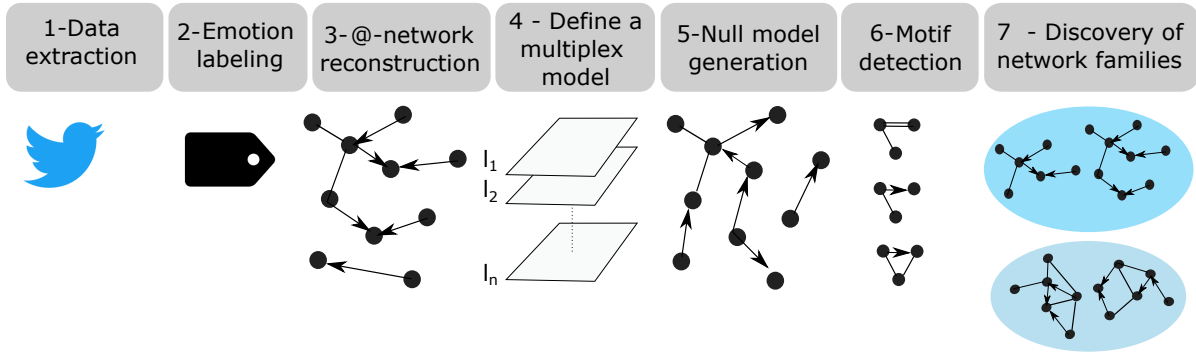 1-Data
extraction
2-Emotion
labeling
3-@-network
reconstruction
4 - Define a
multiplex
model
5-Null model
generation
6-Motif
detection
7 - Discovery of
network families
l1
l2
ln